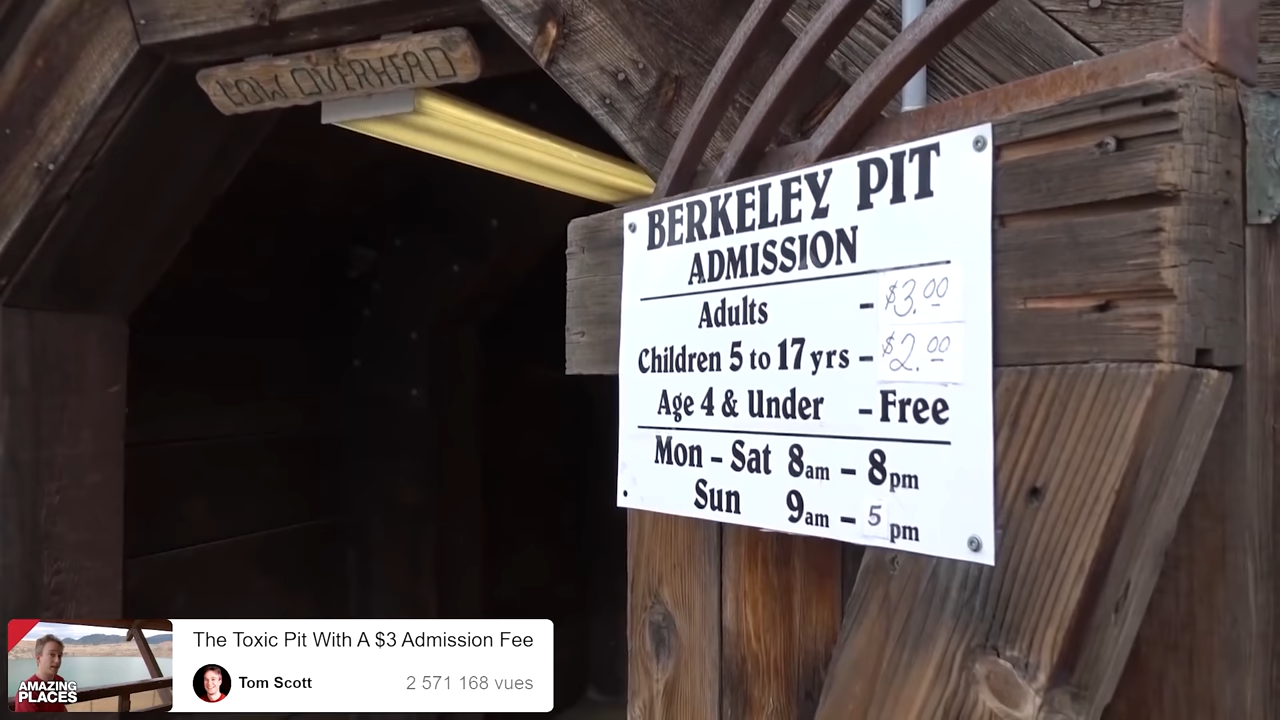 LOW OVERHEAD
BERKELEY PIT
ADMISSION
Adults - $3.00
Children 5 to 17 yrs - $2.00
Age 4 & Under - Free
Mon - Sat 8am - 8pm
Sun 9am - 5pm
The Toxic Pit With A $3 Admission Fee
AMAZING
PLACES
Tom Scott 2 571 168 vues